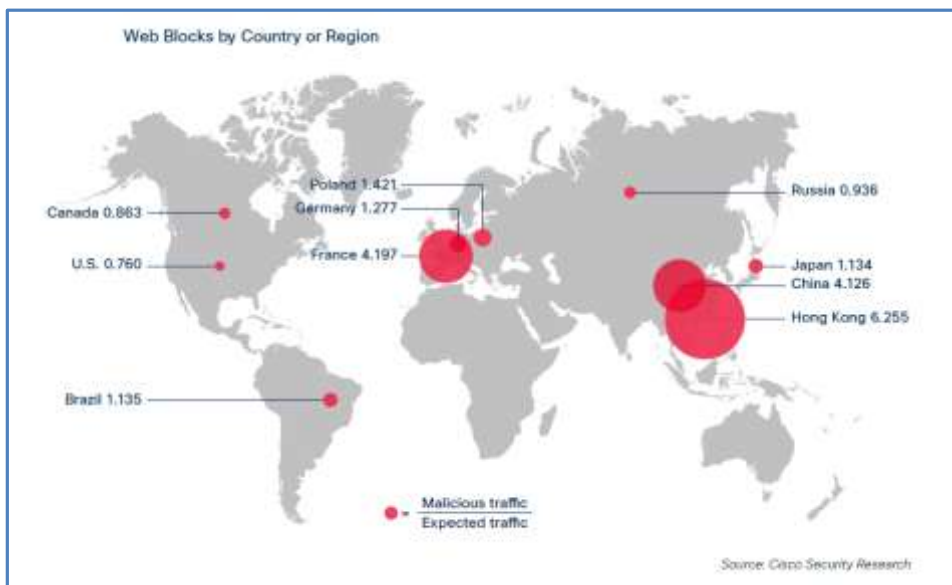 Web Blocks by Country or Region
Poland 1.421
Germany 1.277
France 4.197
Canada 0.863
U.S. 0.760
Brazil 1.135
Russia 0.936
Japan 1.134
China 4.126
Hong Kong 6.255
= Malicious traffic
Expected traffic
Source: Cisco Security Research